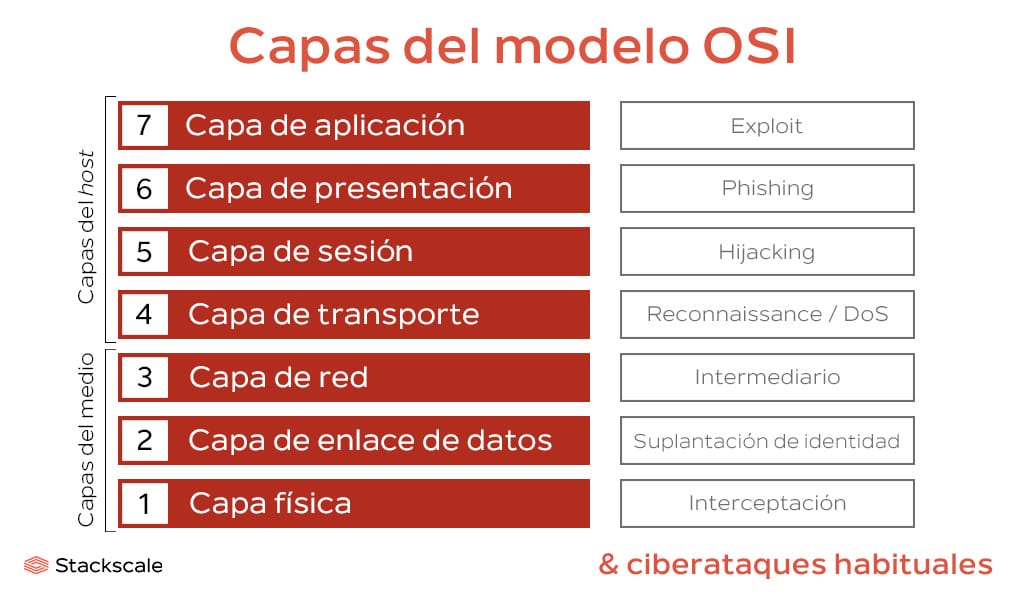 Capas del modelo OSI
Capas del host
7 Capa de aplicación Exploit
6 Capa de presentación Phishing
5 Capa de sesión Hijacking
4 Capa de transporte Reconnaissance / DoS
Capas del medio
3 Capa de red Intermediario
2 Capa de enlace de datos Suplantación de identidad
1 Capa física Interceptación
Stackscale
& ciberataques habituales